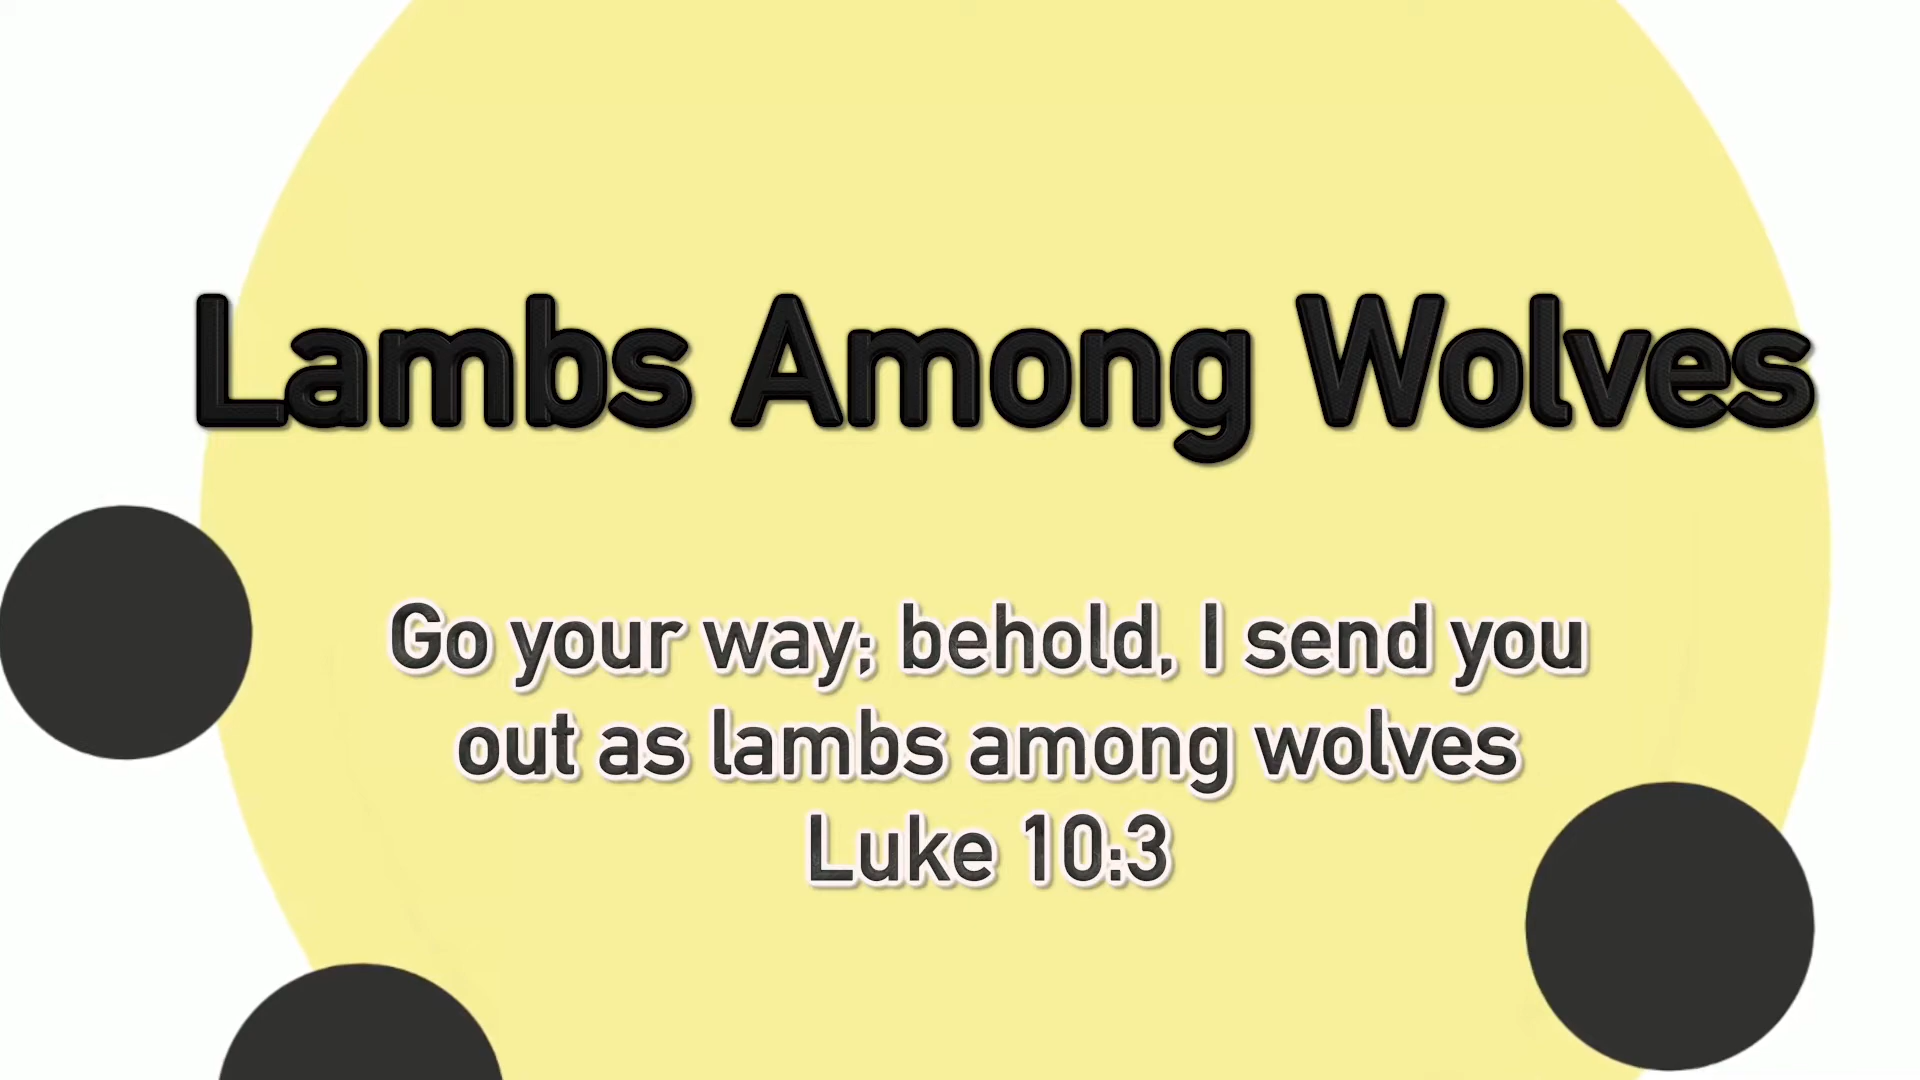 Lambs Among Wolves
Go your way; behold, I send you
out as lambs among wolves
Luke 10:3